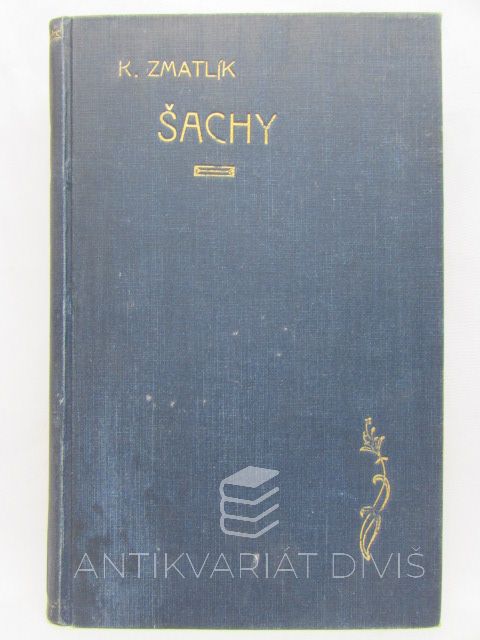 K. ZMATLÍK
ŠACHY
ANTIKVARIÁT DIVIŠ